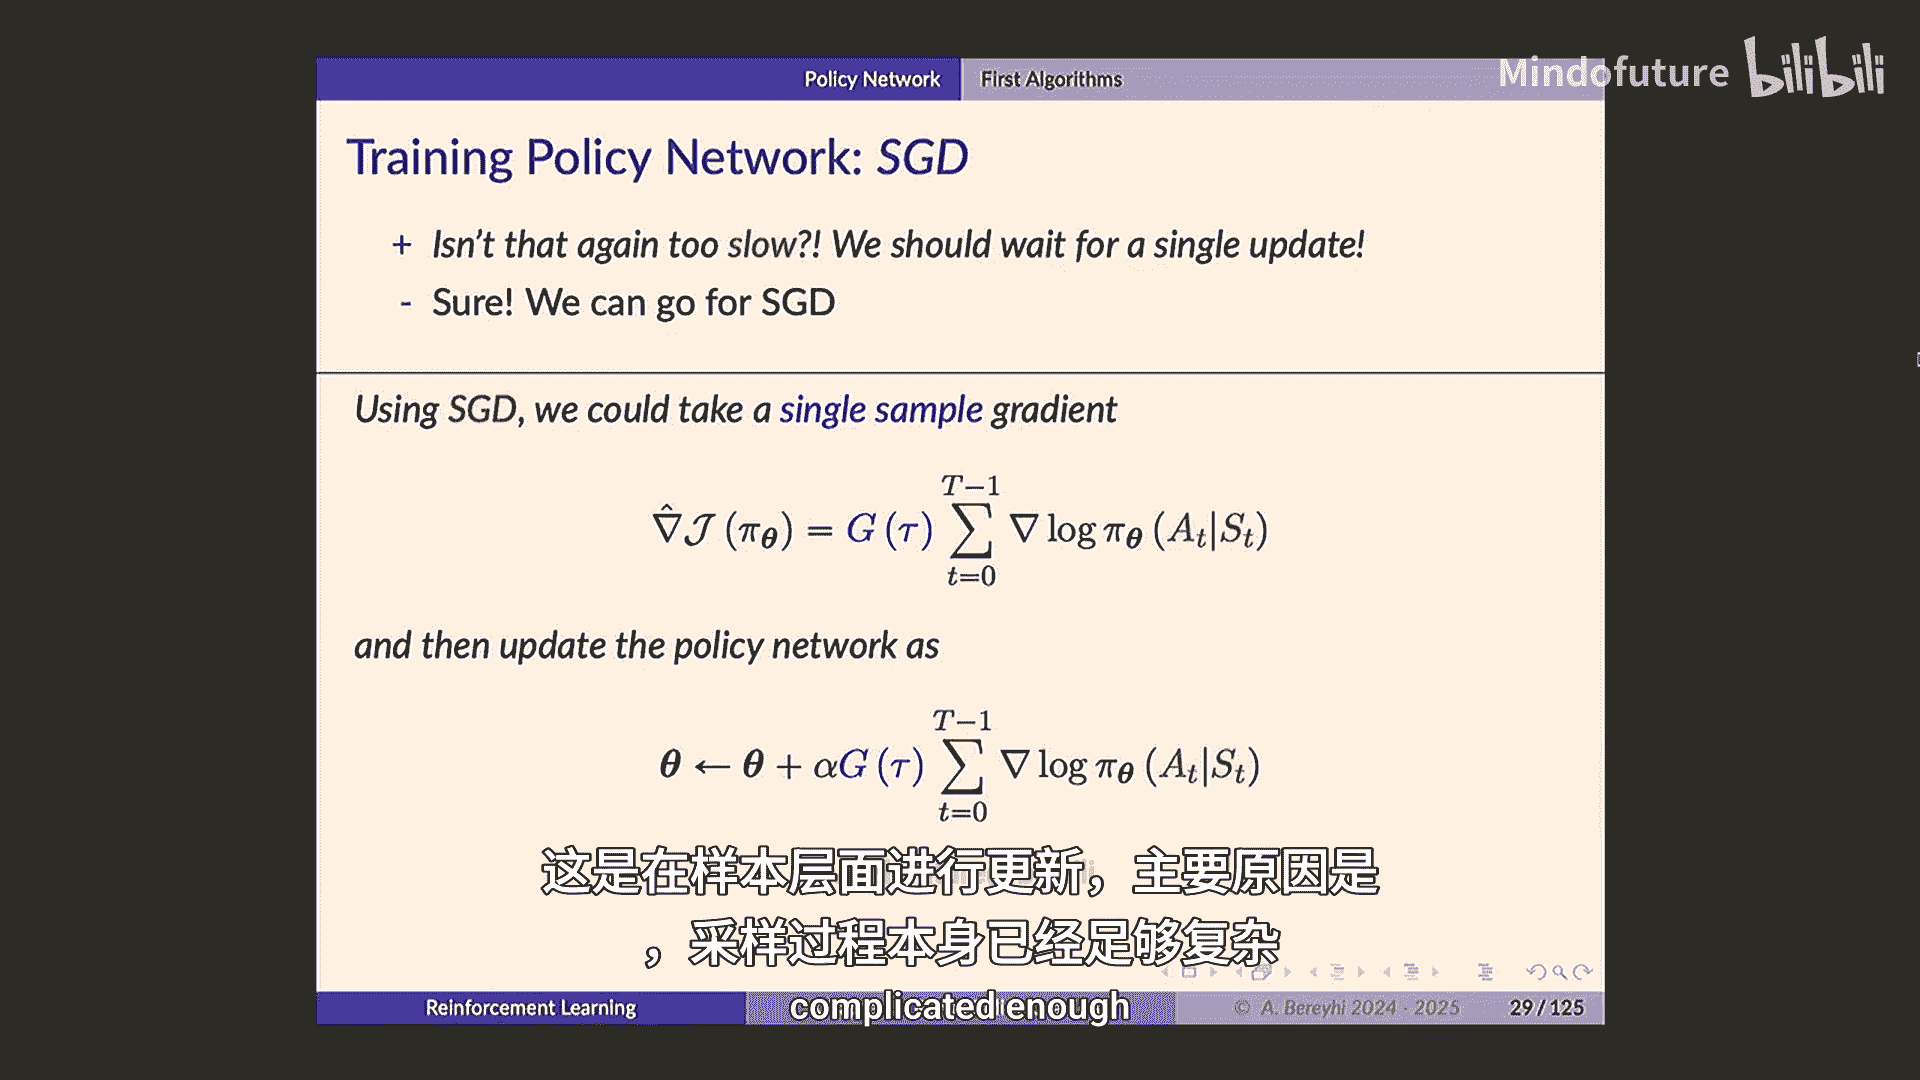 Policy Network First Algorithms
Mindofuture bilibili
Training Policy Network: SGD
+ Isn't that again too slow?! We should wait for a single update!
- Sure! We can go for SGD
Using SGD, we could take a single sample gradient
T−1
∇̂𝒥 (π_θ) = G (τ) ∑ ∇ log π_θ (A_t|S_t)
t=0
and then update the policy network as
T−1
θ ← θ + αG (τ) ∑ ∇ log π_θ (A_t|S_t)
t=0
这是在样本层面进行更新，主要原因是
，采样过程本身已经足够复杂
complicated enough
Reinforcement Learning
© A. Bereyhi 2024 - 2025
29 / 125